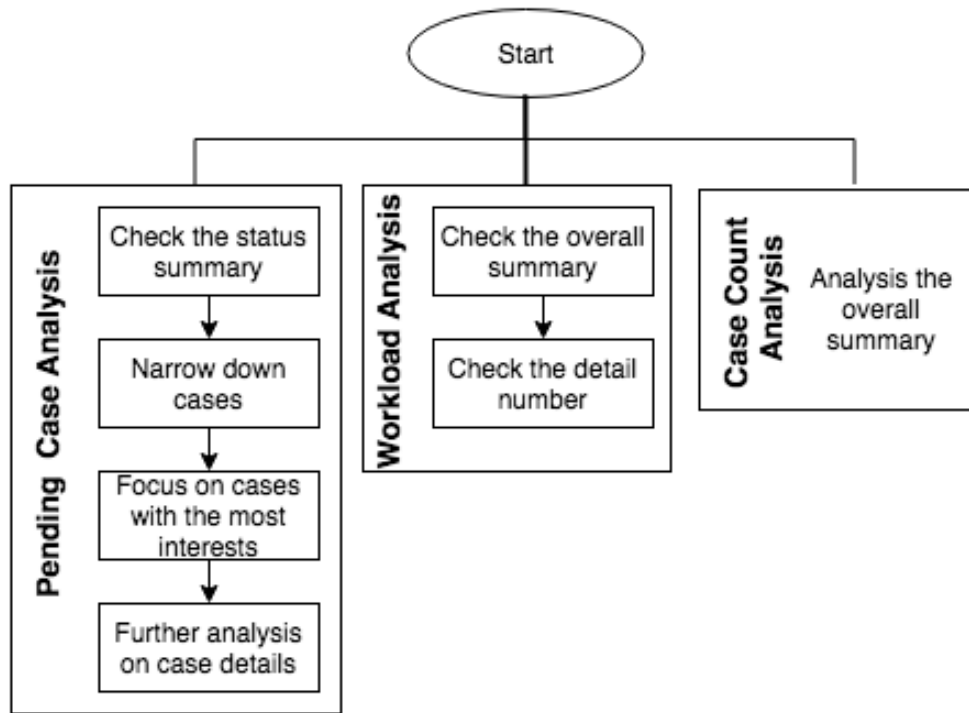 Start
Pending Case Analysis
Check the status
summary
Narrow down
cases
Focus on cases
with the most
interests
Further analysis
on case details
Workload Analysis
Check the overall
summary
Check the detail
number
Case Count
Analysis
Analysis the
overall
summary